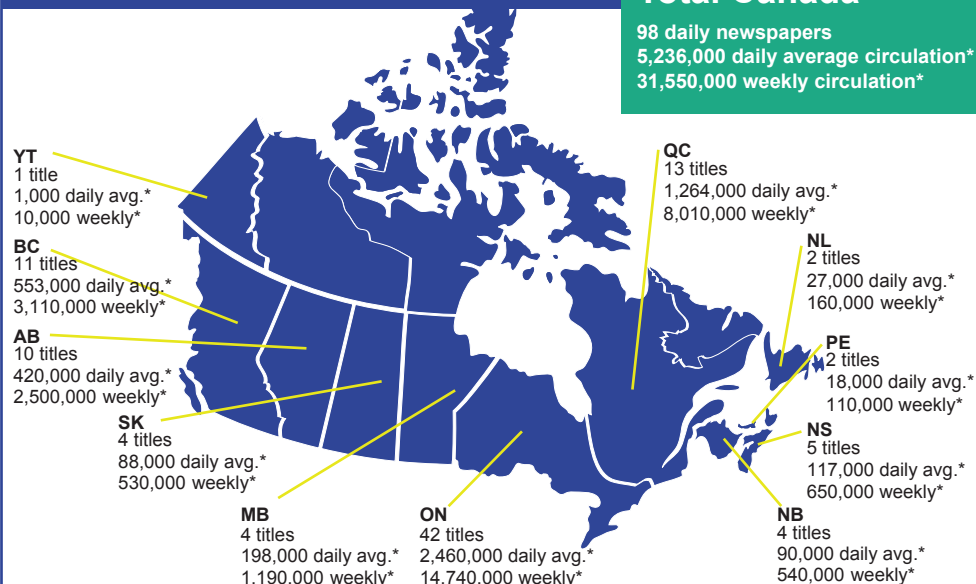 Total Canada
98 daily newspapers
5,236,000 daily average circulation*
31,550,000 weekly circulation*
YT
1 title
1,000 daily avg.*
10,000 weekly*
BC
11 titles
553,000 daily avg.*
3,110,000 weekly*
AB
10 titles
420,000 daily avg.*
2,500,000 weekly*
SK
4 titles
88,000 daily avg.*
530,000 weekly*
MB
4 titles
198,000 daily avg.*
1,190,000 weekly*
ON
42 titles
2,460,000 daily avg.*
14,740,000 weekly*
QC
13 titles
1,264,000 daily avg.*
8,010,000 weekly*
NL
2 titles
27,000 daily avg.*
160,000 weekly*
PE
2 titles
18,000 daily avg.*
110,000 weekly*
NS
5 titles
117,000 daily avg.*
650,000 weekly*
NB
4 titles
90,000 daily avg.*
540,000 weekly*